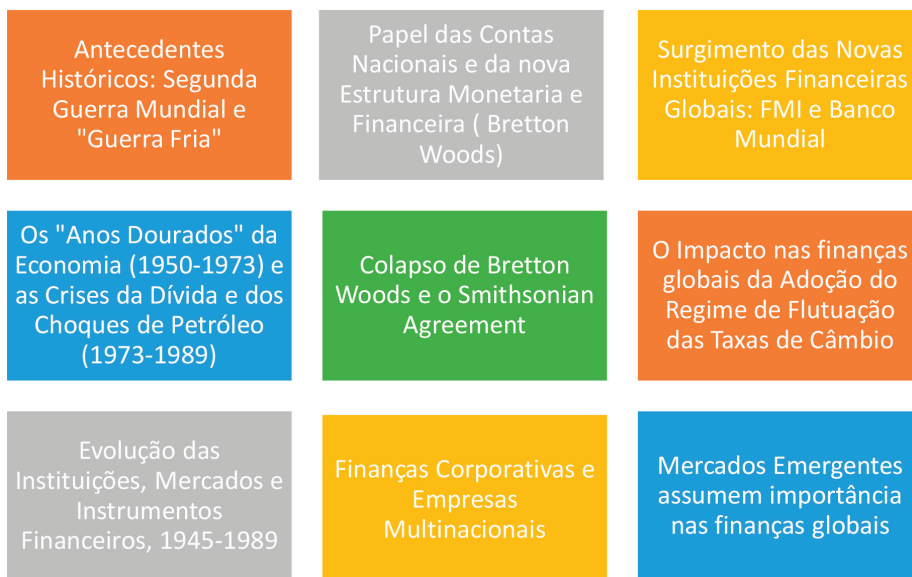 Antecedentes
Históricos: Segunda
Guerra Mundial e
"Guerra Fria"
Papel das Contas
Nacionais e da nova
Estrutura Monetaria e
Financeira ( Bretton
Woods)
Surgimento das Novas
Instituições Financeiras
Globais: FMI e Banco
Mundial
Os "Anos Dourados" da
Economia (1950-1973) e
as Crises da Dívida e dos
Choques de Petróleo
(1973-1989)
Colapso de Bretton
Woods e o Smithsonian
Agreement
O Impacto nas finanças
globais da Adoção do
Regime de Flutuação
das Taxas de Câmbio
Evolução das
Instituições, Mercados e
Instrumentos
Financeiros, 1945-1989
Finanças Corporativas e
Empresas
Multinacionais
Mercados Emergentes
assumem importância
nas finanças globais